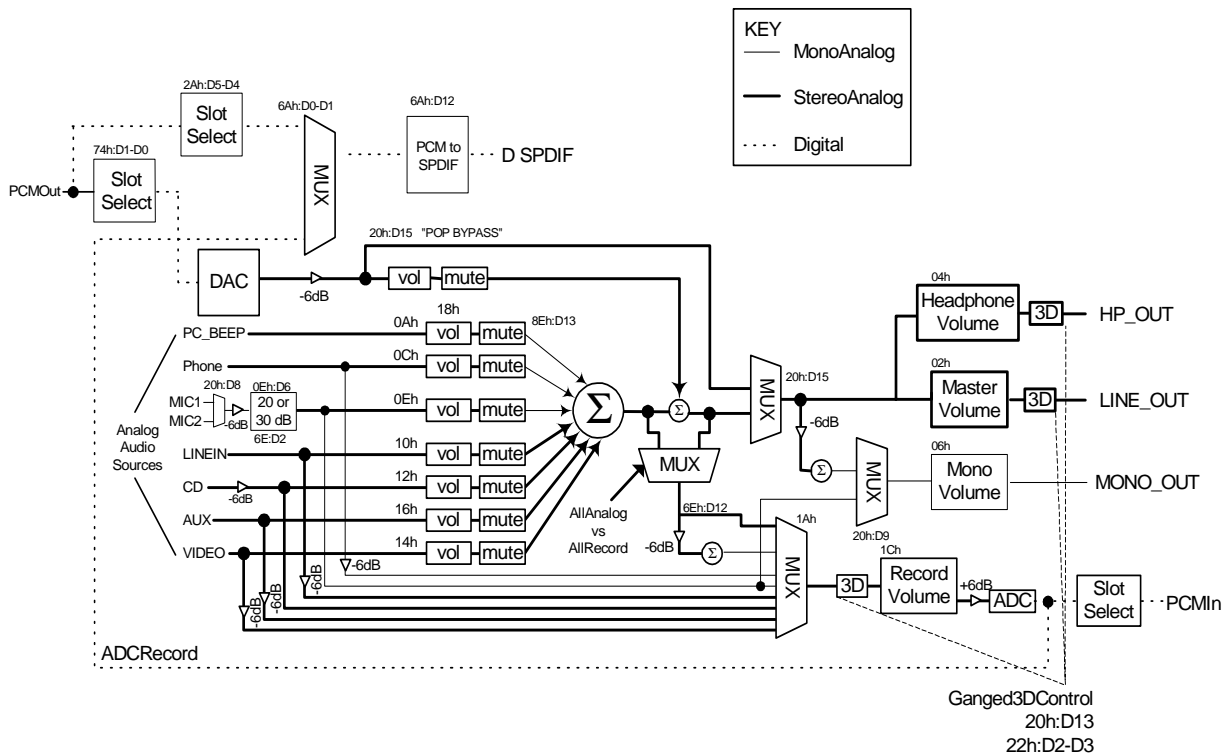 KEY
MonoAnalog
StereoAnalog
Digital
2Ah:D5-D4
Slot
Select
6Ah:D0-D1
MUX
6Ah:D12
PCM to
SPDIF
D SPDIF
74h:D1-D0
Slot
Select
PCMOut
20h:D15 "POP BYPASS"
DAC
-6dB
vol
mute
18h
8Eh:D13
PC_BEEP
0Ah
vol
mute
Phone
0Ch
vol
mute
20h:D8
0Eh:D6
MIC1
MIC2
-6dB
20 or
30 dB
6E:D2
0Eh
vol
mute
Analog
Audio
Sources
LINEIN
10h
vol
mute
CD
-6dB
12h
vol
mute
AUX
16h
vol
mute
VIDEO
14h
vol
mute
Σ
Σ
MUX
AllAnalog
vs
AllRecord
6Eh:D12
-6dB
Σ
MUX
20h:D15
-6dB
Σ
04h
Headphone
Volume
3D
HP_OUT
02h
Master
Volume
3D
LINE_OUT
MUX
20h:D9
06h
Mono
Volume
MONO_OUT
-6dB
-6dB
-6dB
-6dB
-6dB
1Ah
MUX
3D
1Ch
Record
Volume
+6dB
ADC
Slot
Select
PCMIn
ADCRecord
Ganged3DControl
20h:D13
22h:D2-D3